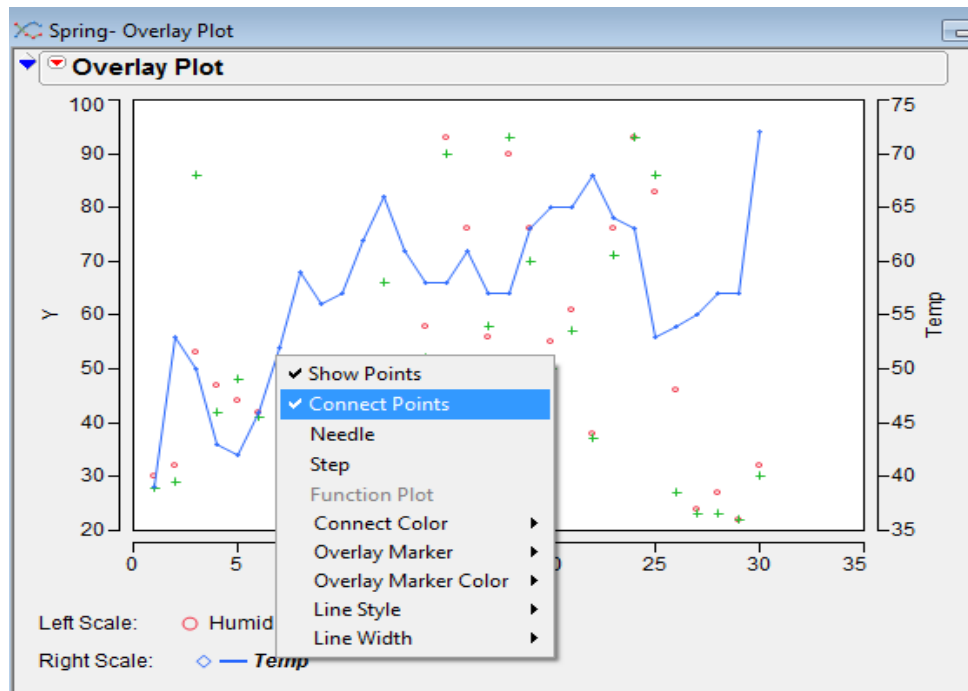 Spring- Overlay Plot
Overlay Plot
100
90
80
70
60
50
40
30
20
Y
75
70
65
60
55
50
45
40
35
Temp
0 5 25 30 35
Show Points
Connect Points
Needle
Step
Function Plot
Connect Color
Overlay Marker
Overlay Marker Color
Line Style
Line Width
Left Scale: Humid
Right Scale: Temp